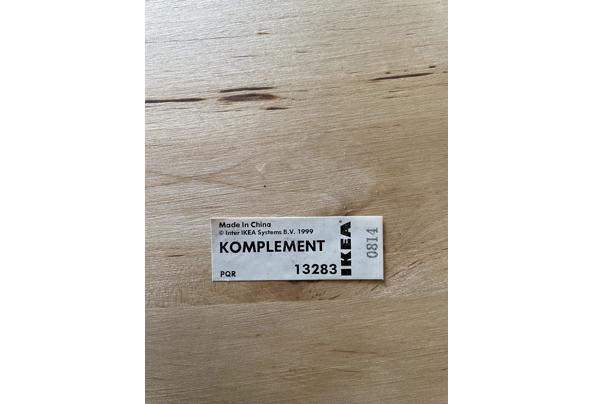 Made in China
© Inter IKEA Systems B.V. 1999
KOMPLEMENT
PQR
13283
IKEA®
0814